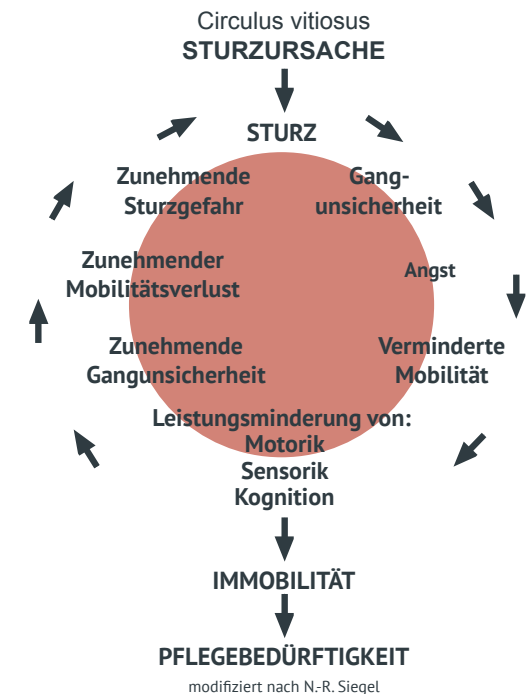 Circulus vitiosus
STURZURSACHE
STURZ
Gang-
unsicherheit
Angst
Verminderte
Mobilität
Leistungsminderung von:
Motorik
Sensorik
Kognition
Zunehmende
Gangunsicherheit
Zunehmender
Mobilitätsverlust
Zunehmende
Sturzgefahr
IMMOBILITÄT
PFLEGEBEDÜRFTIGKEIT
modifiziert nach N.-R. Siegel